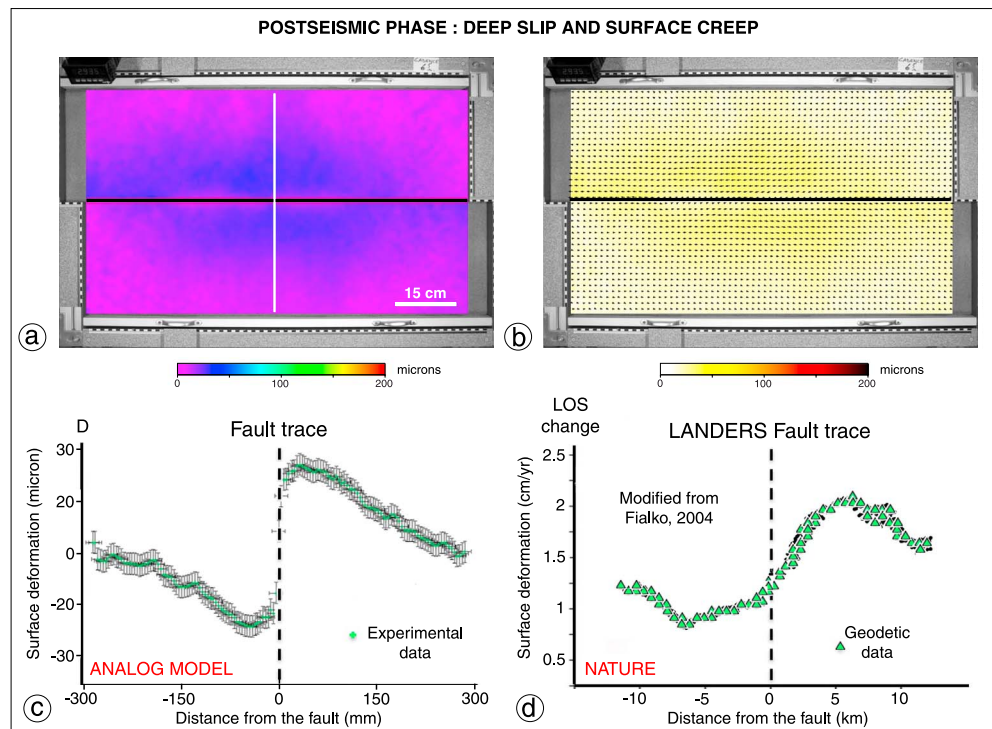 POSTSEISMIC PHASE : DEEP SLIP AND SURFACE CREEP
15 cm
a
b
0 100 200 microns
0 100 200 microns
D
Fault trace
Surface deformation (micron)
30
20
0
-20
-30
Experimental
data
ANALOG MODEL
-300 -150 0 150 300
Distance from the fault (mm)
c
LOS
change
LANDERS Fault trace
Surface deformation (cm/yr)
2.5
2
1.5
1
0.5
Modified from
Fialko, 2004
Geodetic
data
NATURE
-10 -5 0 5 10
Distance from the fault (km)
d